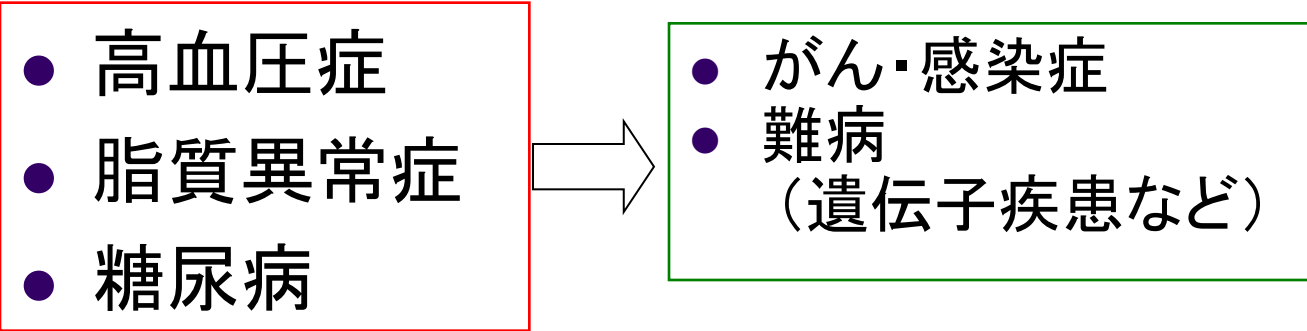 ● 高血圧症
● 脂質異常症
● 糖尿病
● がん・感染症
● 難病
（遺伝子疾患など）